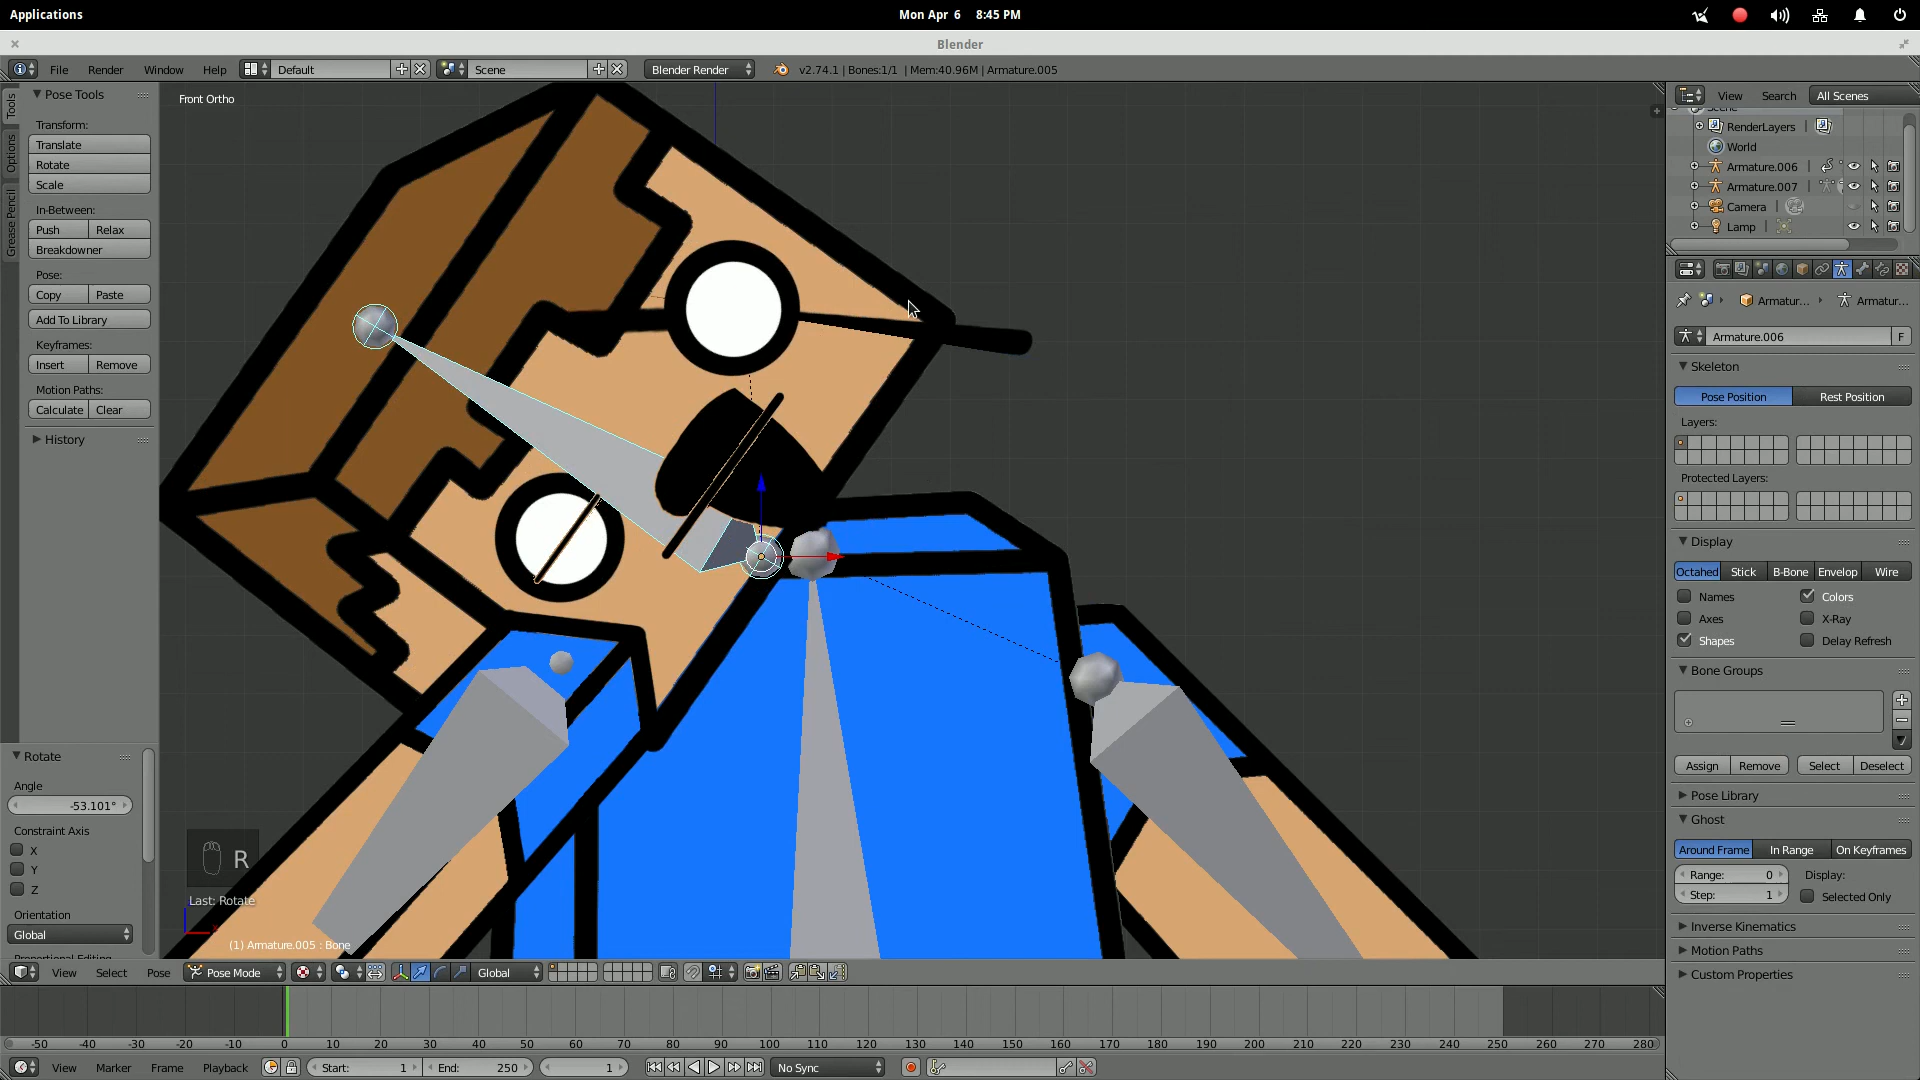 Applications
Mon Apr 6 8:45 PM
Blender
File Render Window Help Default Scene Blender Render v2.74.1 | Bones:1/1 | Mem:40.96M | Armature.005
Tools
Options
Grease Pencil
Pose Tools
Transform:
Translate
Rotate
Scale
In-Between:
Push Relax
Breakdowner
Pose:
Copy Paste
Add To Library
Keyframes:
Insert Remove
Motion Paths:
Calculate Clear
History
Rotate
Angle
-53.101°
Constraint Axis
X
Y
Z
Orientation
Global
Front Ortho
R
Last: Rotate
(1) Armature.005 : Bone
View Select Pose Pose Mode Global
-50 -40 -30 -20 -10 0 10 20 30 40 50 60 70 80 90 100 110 120 130 140 150 160 170 180 190 200 210 220 230 240 250 260 270 280
View Marker Frame Playback Start: 1 End: 250 1 No Sync
View Search All Scenes
RenderLayers
World
Armature.006
Armature.007
Camera
Lamp
Armatur... Armatur...
Armature.006 F
Skeleton
Pose Position Rest Position
Layers:
Protected Layers:
Display
Octahed Stick B-Bone Envelop Wire
Names Colors
Axes X-Ray
Shapes Delay Refresh
Bone Groups
Assign Remove Select Deselect
Pose Library
Ghost
Around Frame In Range On Keyframes
Range: 0 Display:
Step: 1 Selected Only
Inverse Kinematics
Motion Paths
Custom Properties